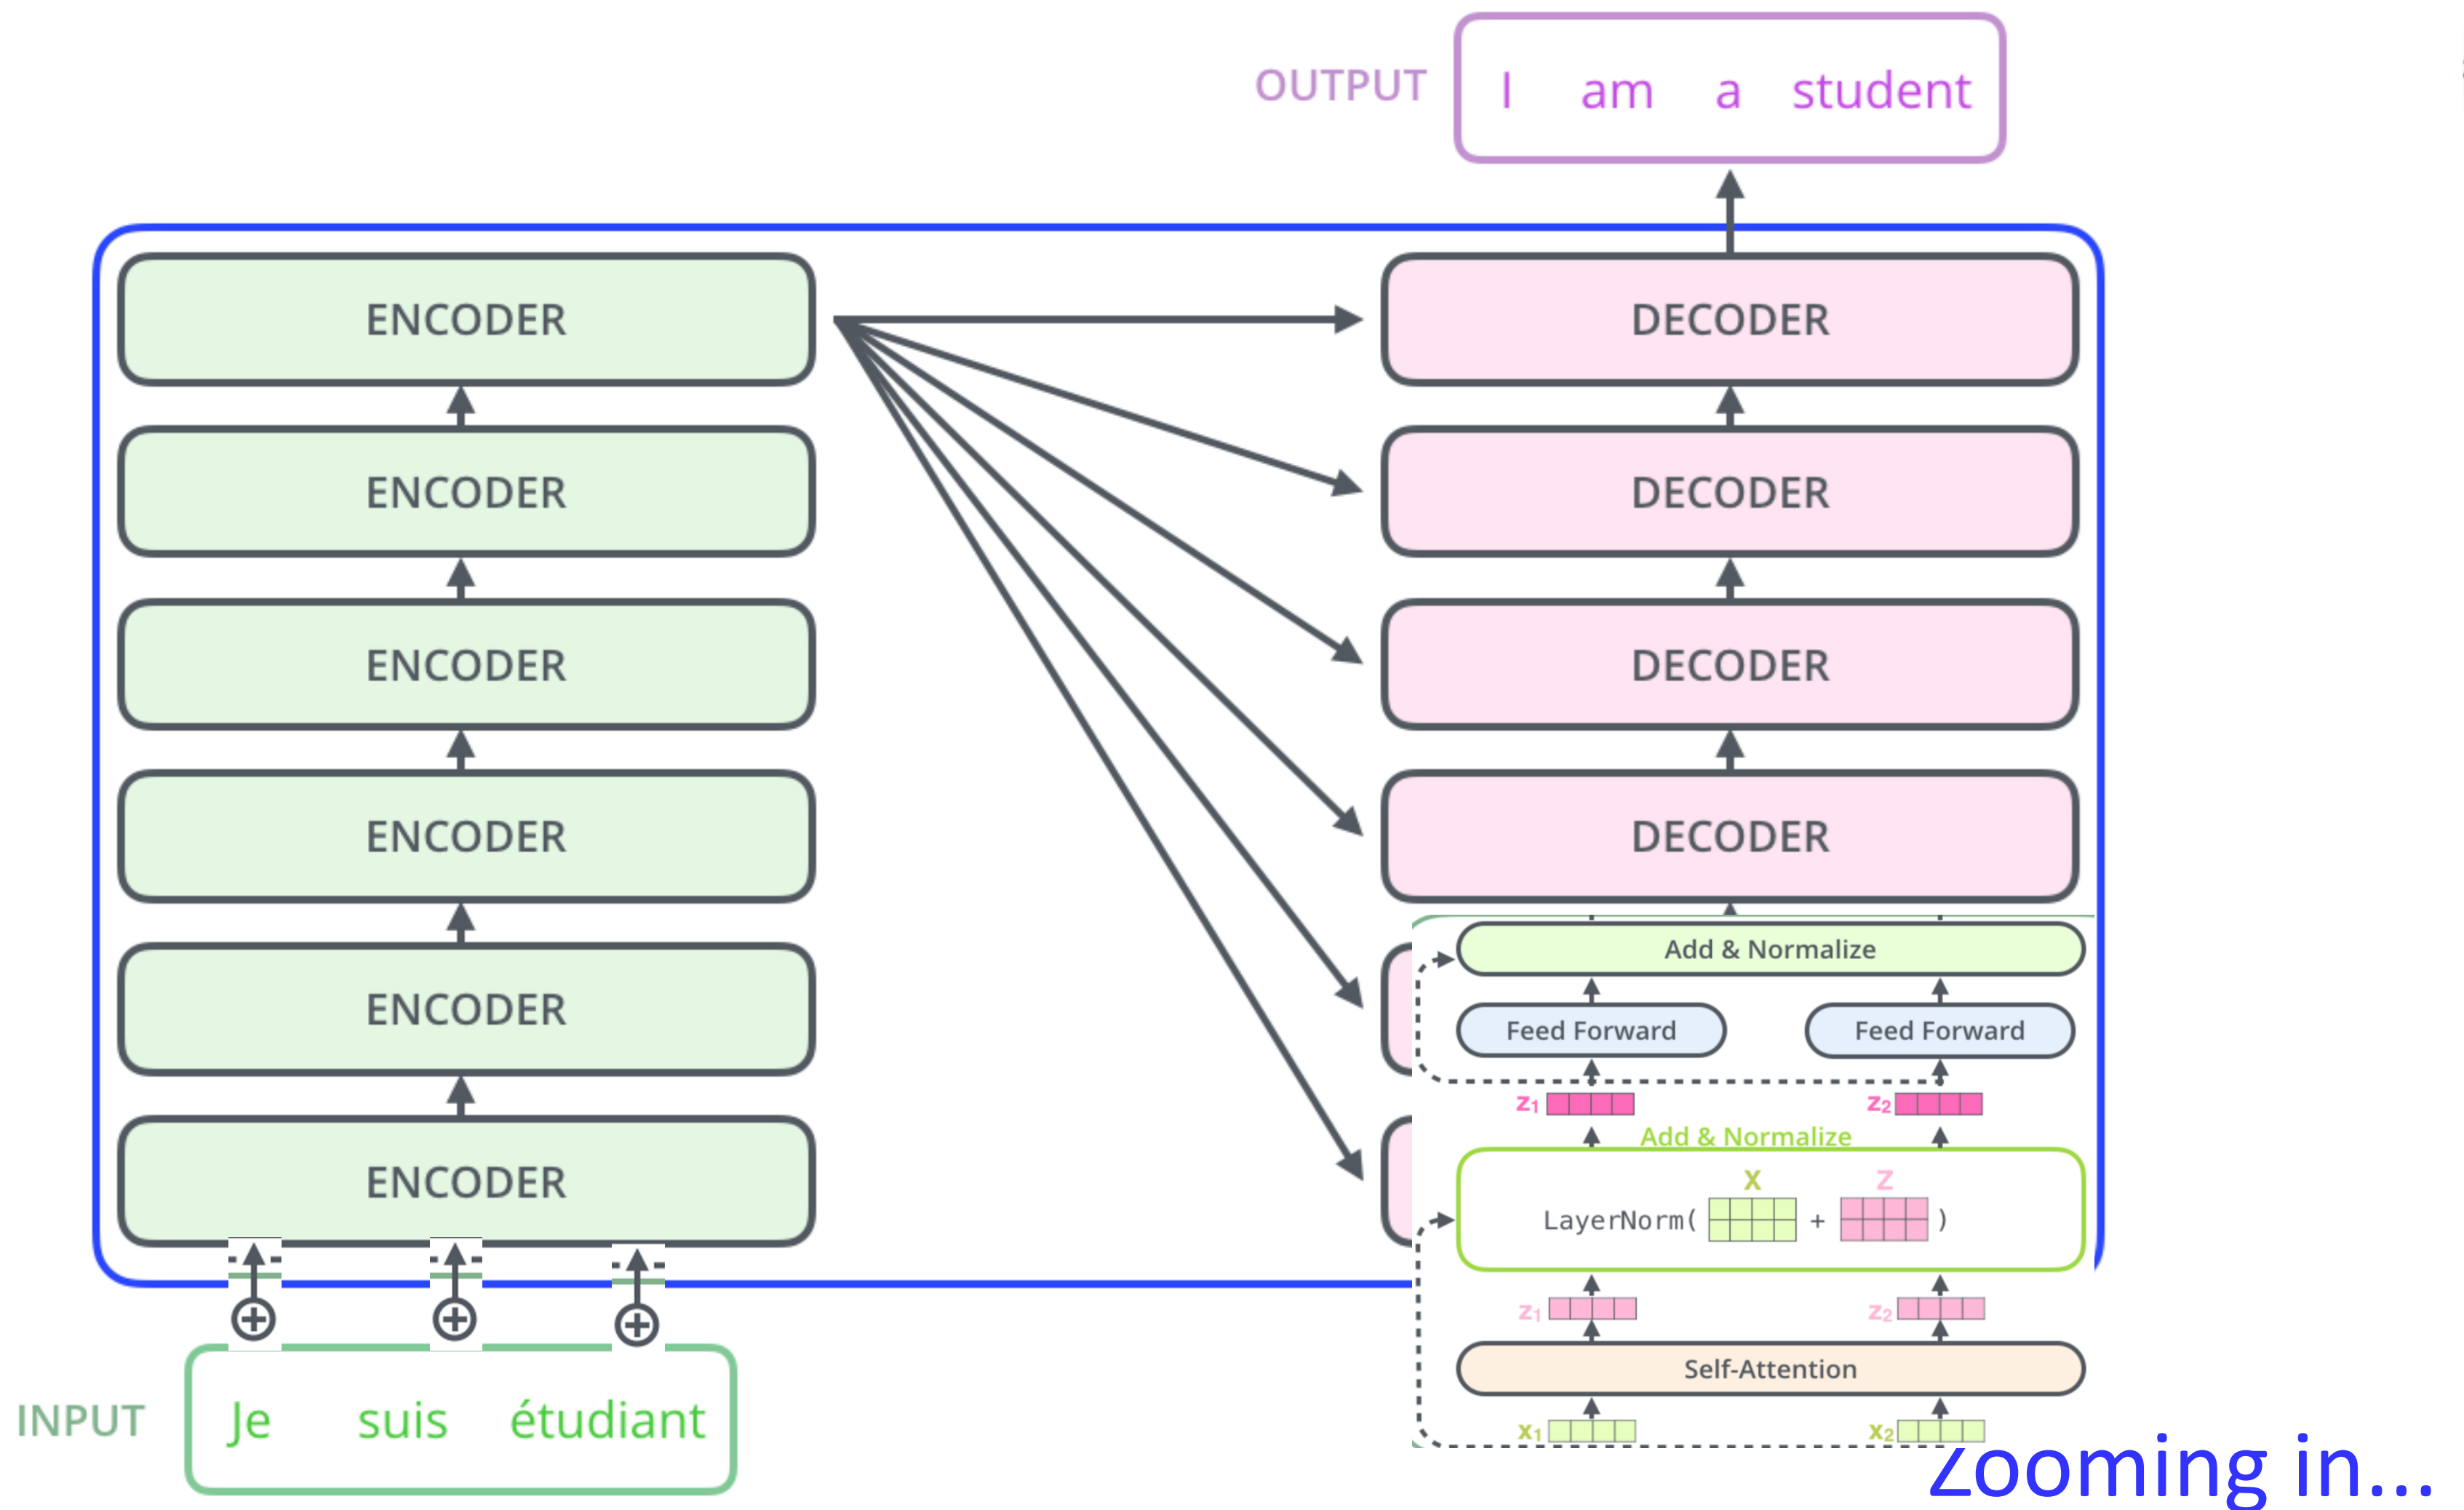 OUTPUT I am a student
ENCODER
ENCODER
ENCODER
ENCODER
ENCODER
ENCODER
INPUT Je suis étudiant
DECODER
DECODER
DECODER
DECODER
Add & Normalize
Feed Forward Feed Forward
z1 z2
Add & Normalize
X Z
LayerNorm( + )
z1 z2
Self-Attention
x1 x2
Zooming in...